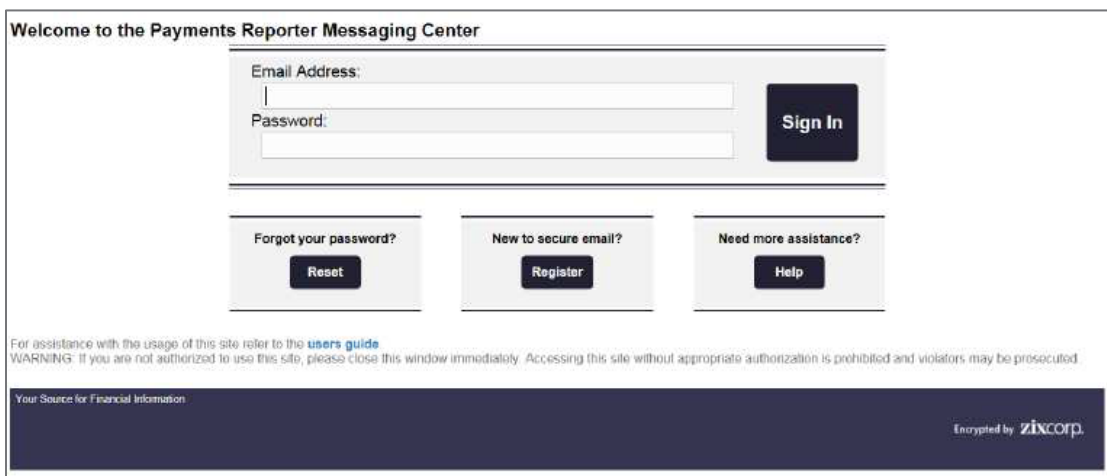 Welcome to the Payments Reporter Messaging Center
Email Address:
Password:
Sign In
Forgot your password?
Reset
New to secure email?
Register
Need more assistance?
Help
For assistance with the usage of this site refer to the users guide
WARNING: If you are not authorized to use this site, please close this window immediately. Accessing this site without appropriate authorization is prohibited and violators may be prosecuted.
Your Source for Financial Information
Encrypted by zixcorp.